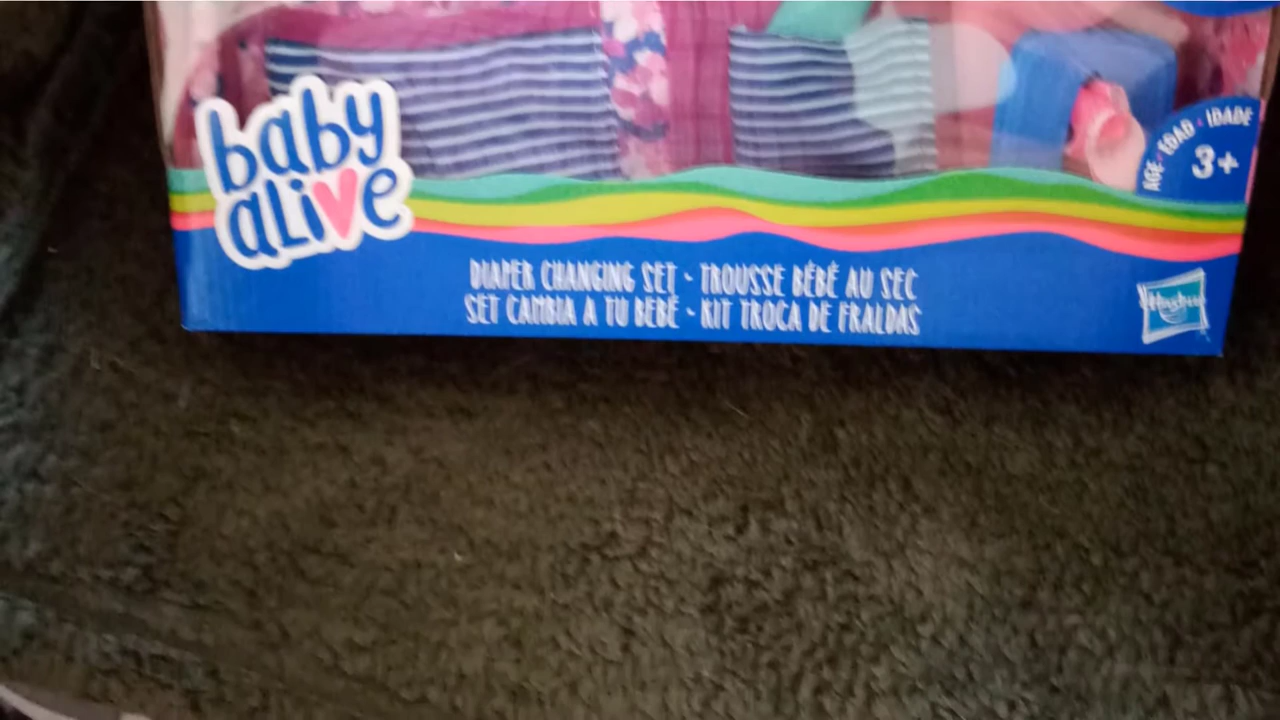 baby
alive
AGE • EDAD • IDADE
3+
DIAPER CHANGING SET • TROUSSE BÉBÉ AU SEC
SET CAMBIA A TU BEBÉ • KIT TROCA DE FRALDAS
Hasbro